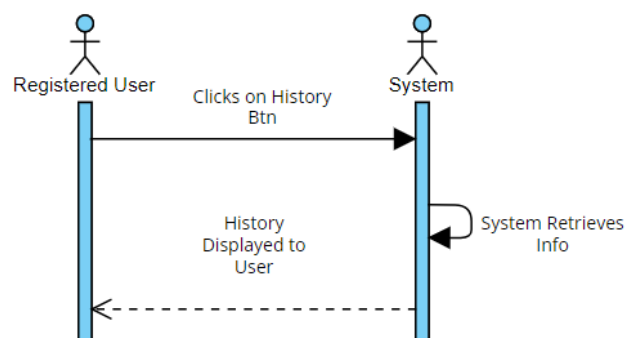 Registered User
System
Clicks on History
Btn
System Retrieves
Info
History
Displayed to
User